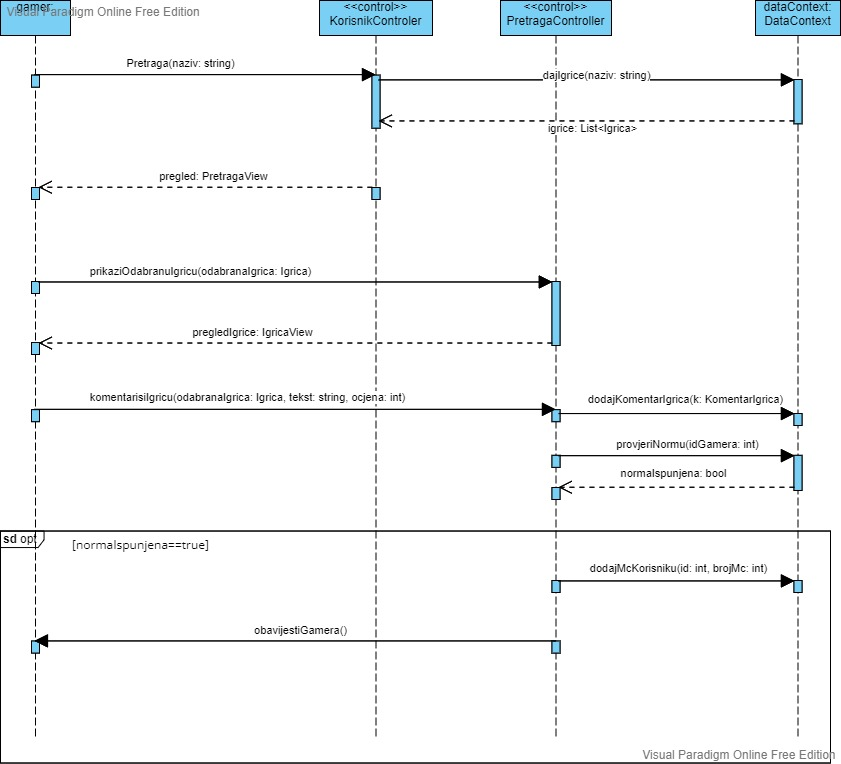 gamer:
Visual Paradigm Online Free Edition
<<control>>
KorisnikControler
<<control>>
PretragaController
dataContext:
DataContext
Pretraga(naziv: string)
dajIgrice(naziv: string)
igrice: List<Igrica>
pregled: PretragaView
prikaziOdabranuIgricu(odabranaIgrica: Igrica)
pregledIgrice: IgricaView
komentarisiIgricu(odabranaIgrica: Igrica, tekst: string, ocjena: int)
dodajKomentarIgrica(k: KomentarIgrica)
provjeriNormu(idGamera: int)
normaIspunjena: bool
sd opt
[normaIspunjena==true]
dodajMcKorisniku(id: int, brojMc: int)
obavijestiGamera()
Visual Paradigm Online Free Edition